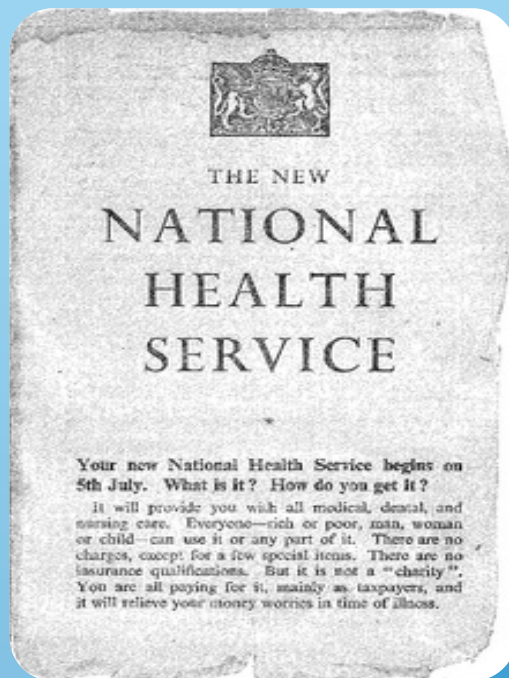 THE NEW
NATIONAL
HEALTH
SERVICE
Your new National Health Service begins on
5th July. What is it? How do you get it?
It will provide you with all medical, dental, and
nursing care. Everyone—rich or poor, man, woman
or child—can use it or any part of it. There are no
charges, except for a few special items. There are no
insurance qualifications. But it is not a "charity".
You are all paying for it, mainly as taxpayers, and
it will relieve your money worries in time of illness.